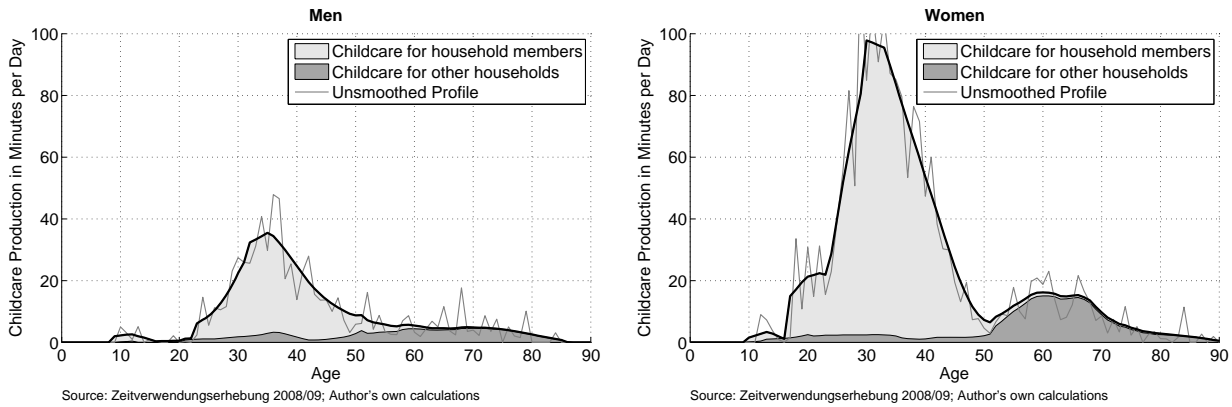 Men
Childcare Production in Minutes per Day
100
80
60
40
20
0
Childcare for household members
Childcare for other households
Unsmoothed Profile
0 10 20 30 40 50 60 70 80 90
Age
Source: Zeitverwendungserhebung 2008/09; Author's own calculations
Women
Childcare Production in Minutes per Day
100
80
60
40
20
0
Childcare for household members
Childcare for other households
Unsmoothed Profile
0 10 20 30 40 50 60 70 80 90
Age
Source: Zeitverwendungserhebung 2008/09; Author's own calculations